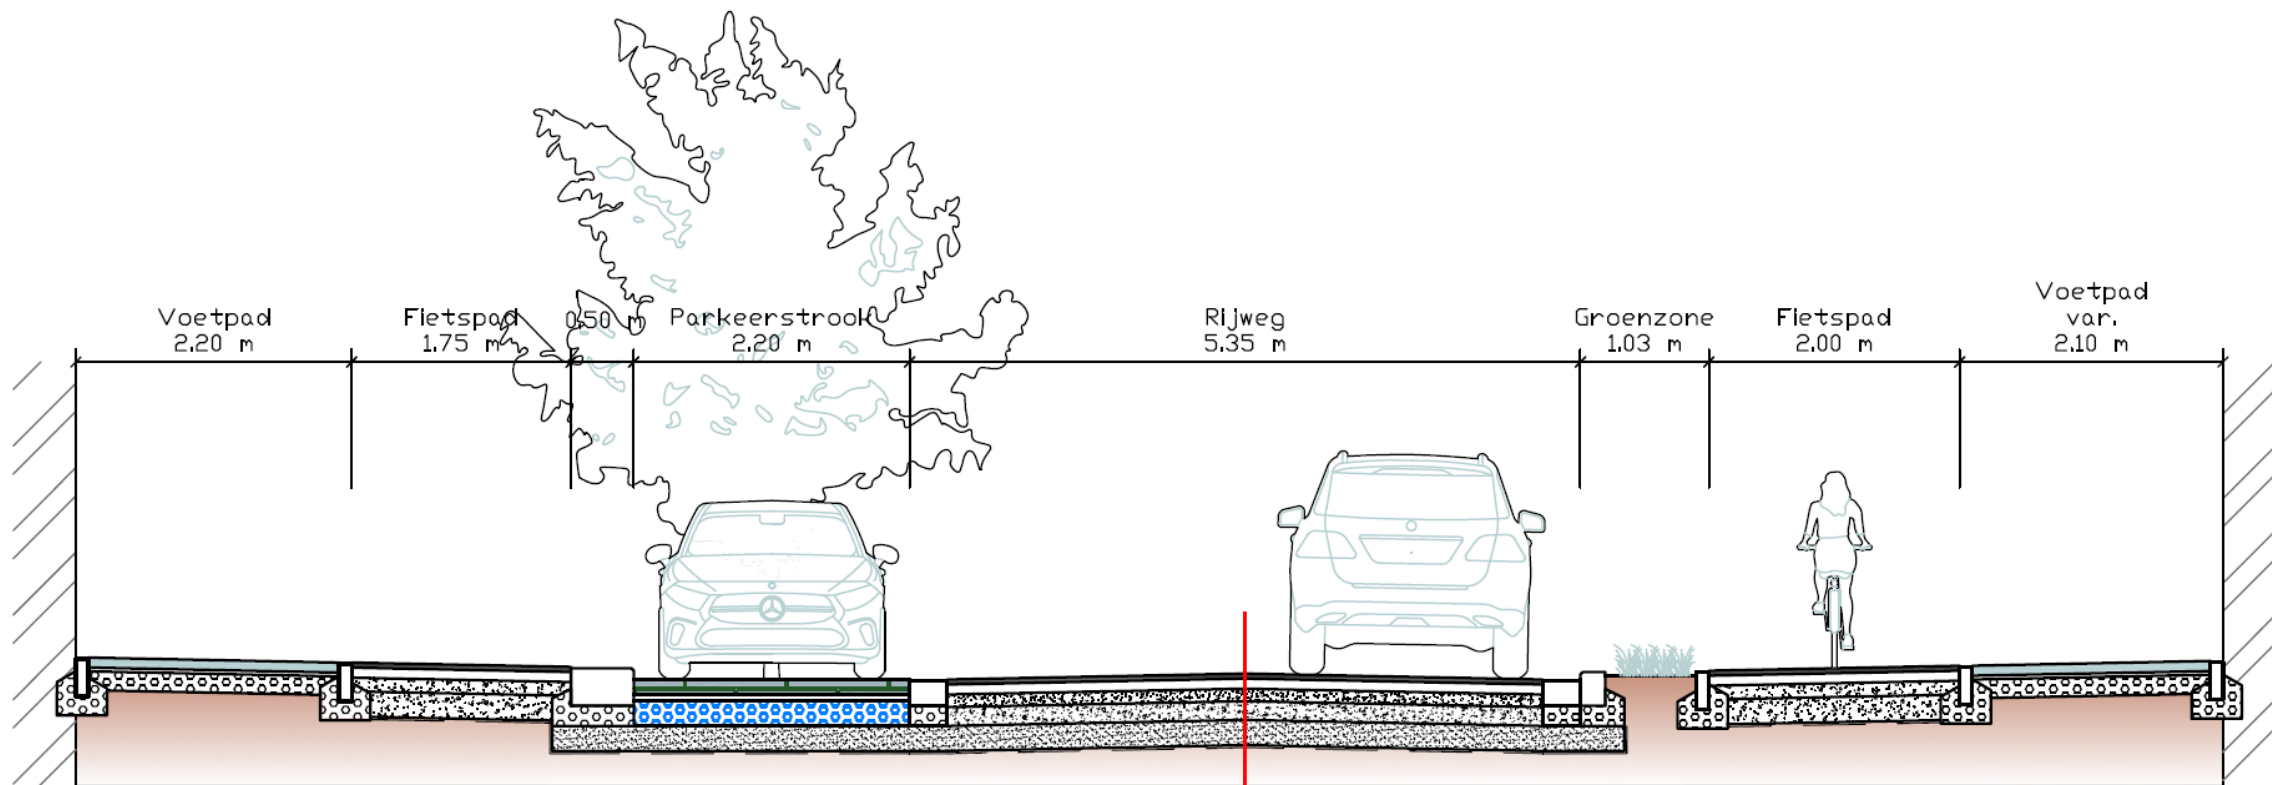 Voetpad
2.20 m
Fietspad
1.75 m
0.50 m
Parkeerstrook
2.20 m
Rijweg
5.35 m
Groenzone
1.03 m
Fietspad
2.00 m
Voetpad
var.
2.10 m